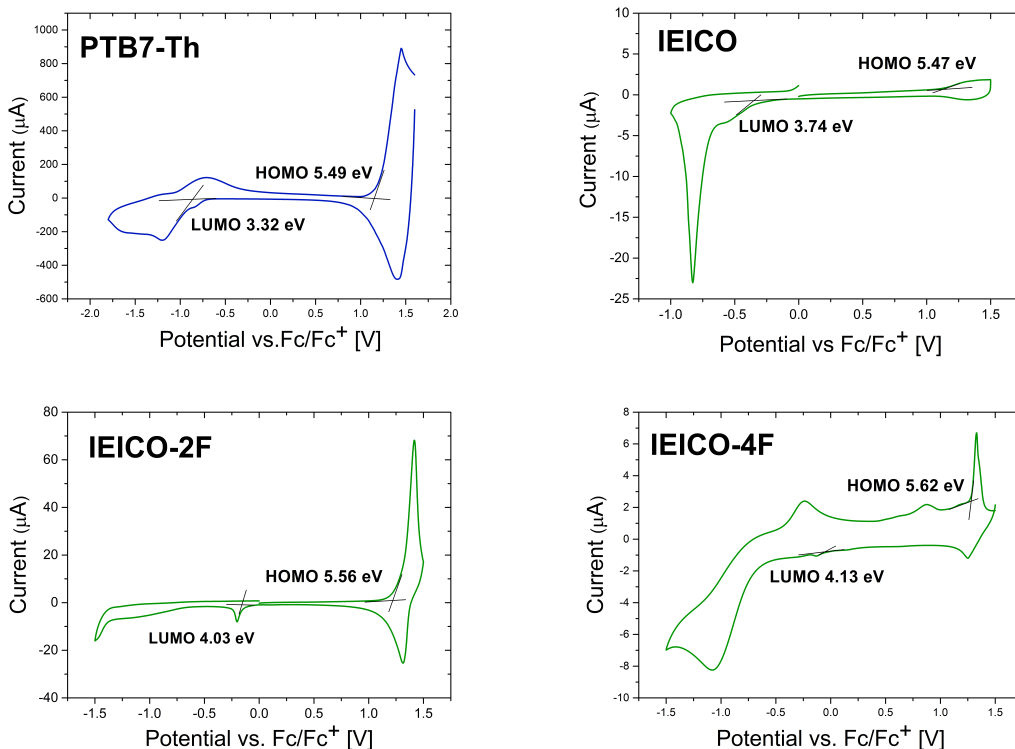 PTB7-Th
1000
800
600
400
200
0
-200
-400
-600
HOMO 5.49 eV
LUMO 3.32 eV
Current (μA)
-2.0 -1.5 -1.0 -0.5 0.0 0.5 1.0 1.5 2.0
Potential vs.Fc/Fc+ [V]
IEICO
10
5
0
-5
-10
-15
-20
-25
HOMO 5.47 eV
LUMO 3.74 eV
Current (μA)
-1.0 -0.5 0.0 0.5 1.0 1.5
Potential vs Fc/Fc+ [V]
IEICO-2F
80
60
40
20
0
-20
-40
HOMO 5.56 eV
LUMO 4.03 eV
Current (μA)
-1.5 -1.0 -0.5 0.0 0.5 1.0 1.5
Potential vs. Fc/Fc+ [V]
IEICO-4F
8
6
4
2
0
-2
-4
-6
-8
-10
HOMO 5.62 eV
LUMO 4.13 eV
Current (μA)
-1.5 -1.0 -0.5 0.0 0.5 1.0 1.5
Potential vs. Fc/Fc+ [V]